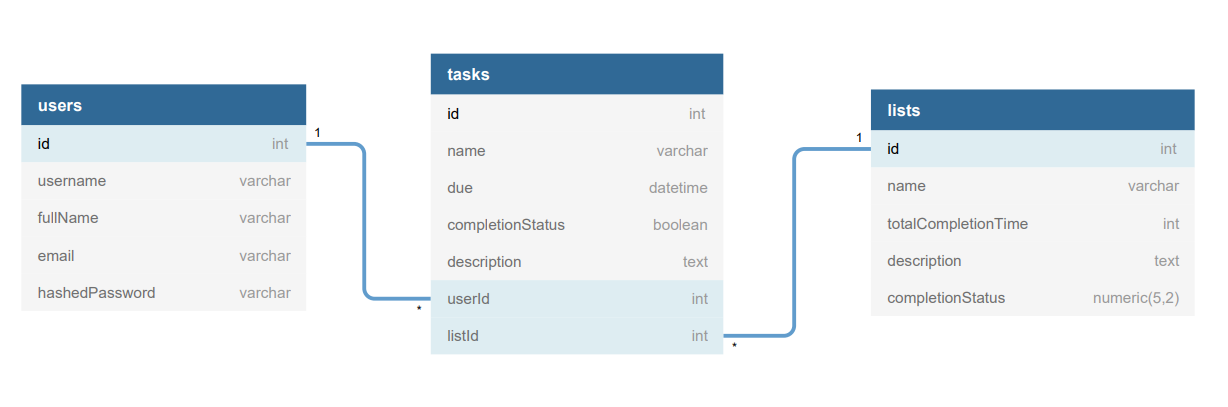 users
id int
username varchar
fullName varchar
email varchar
hashedPassword varchar
1
*
tasks
id int
name varchar
due datetime
completionStatus boolean
description text
userId int
listId int
*
1
lists
id int
name varchar
totalCompletionTime int
description text
completionStatus numeric(5,2)